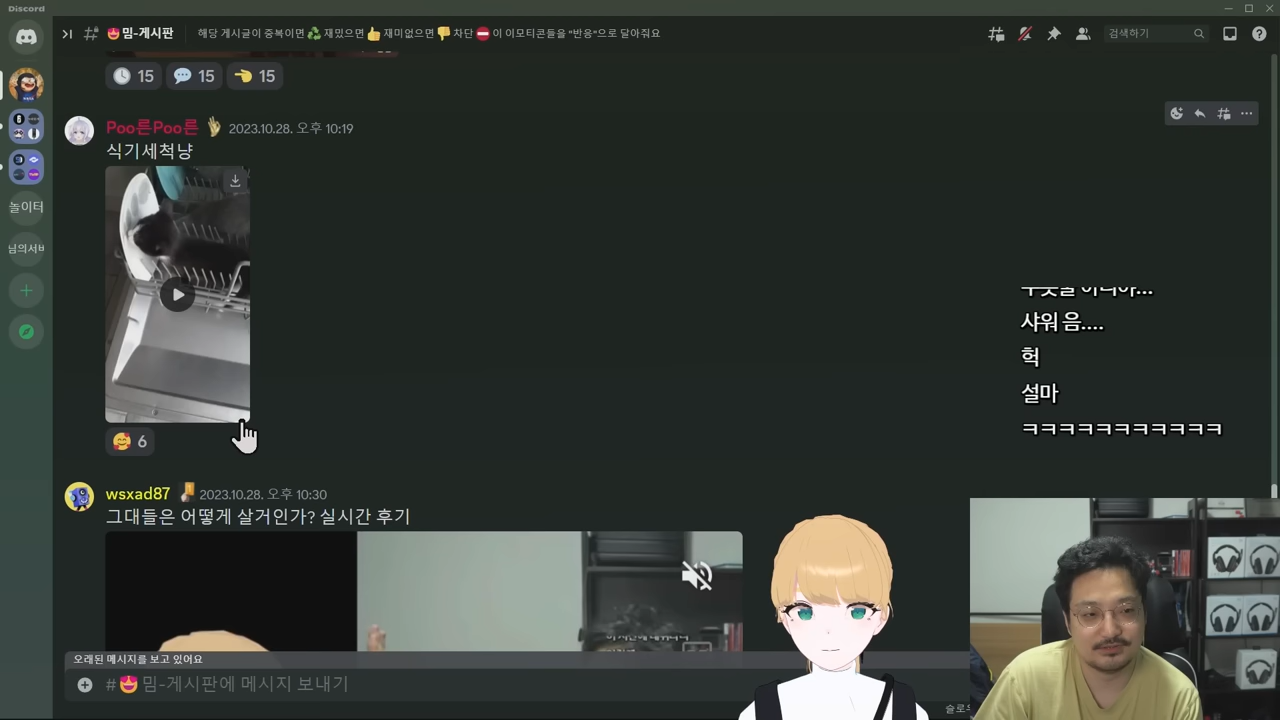 Discord
밈-게시판
해당 게시글이 중복이면 ♻️ 재밌으면 👍 재미없으면 👎 차단 ⛔ 이 이모티콘들을 "반응"으로 달아줘요
검색하기
15
15
15
놀이터
님의서버
Poo른Poo른
2023.10.28. 오후 10:19
식기세척냥
6
샤워 음....
헉
설마
ㅋㅋㅋㅋㅋㅋㅋㅋㅋㅋㅋ
wsxad87
2023.10.28. 오후 10:30
그대들은 어떻게 살거인가? 실시간 후기
오래된 메시지를 보고 있어요
#😍밈-게시판에 메시지 보내기